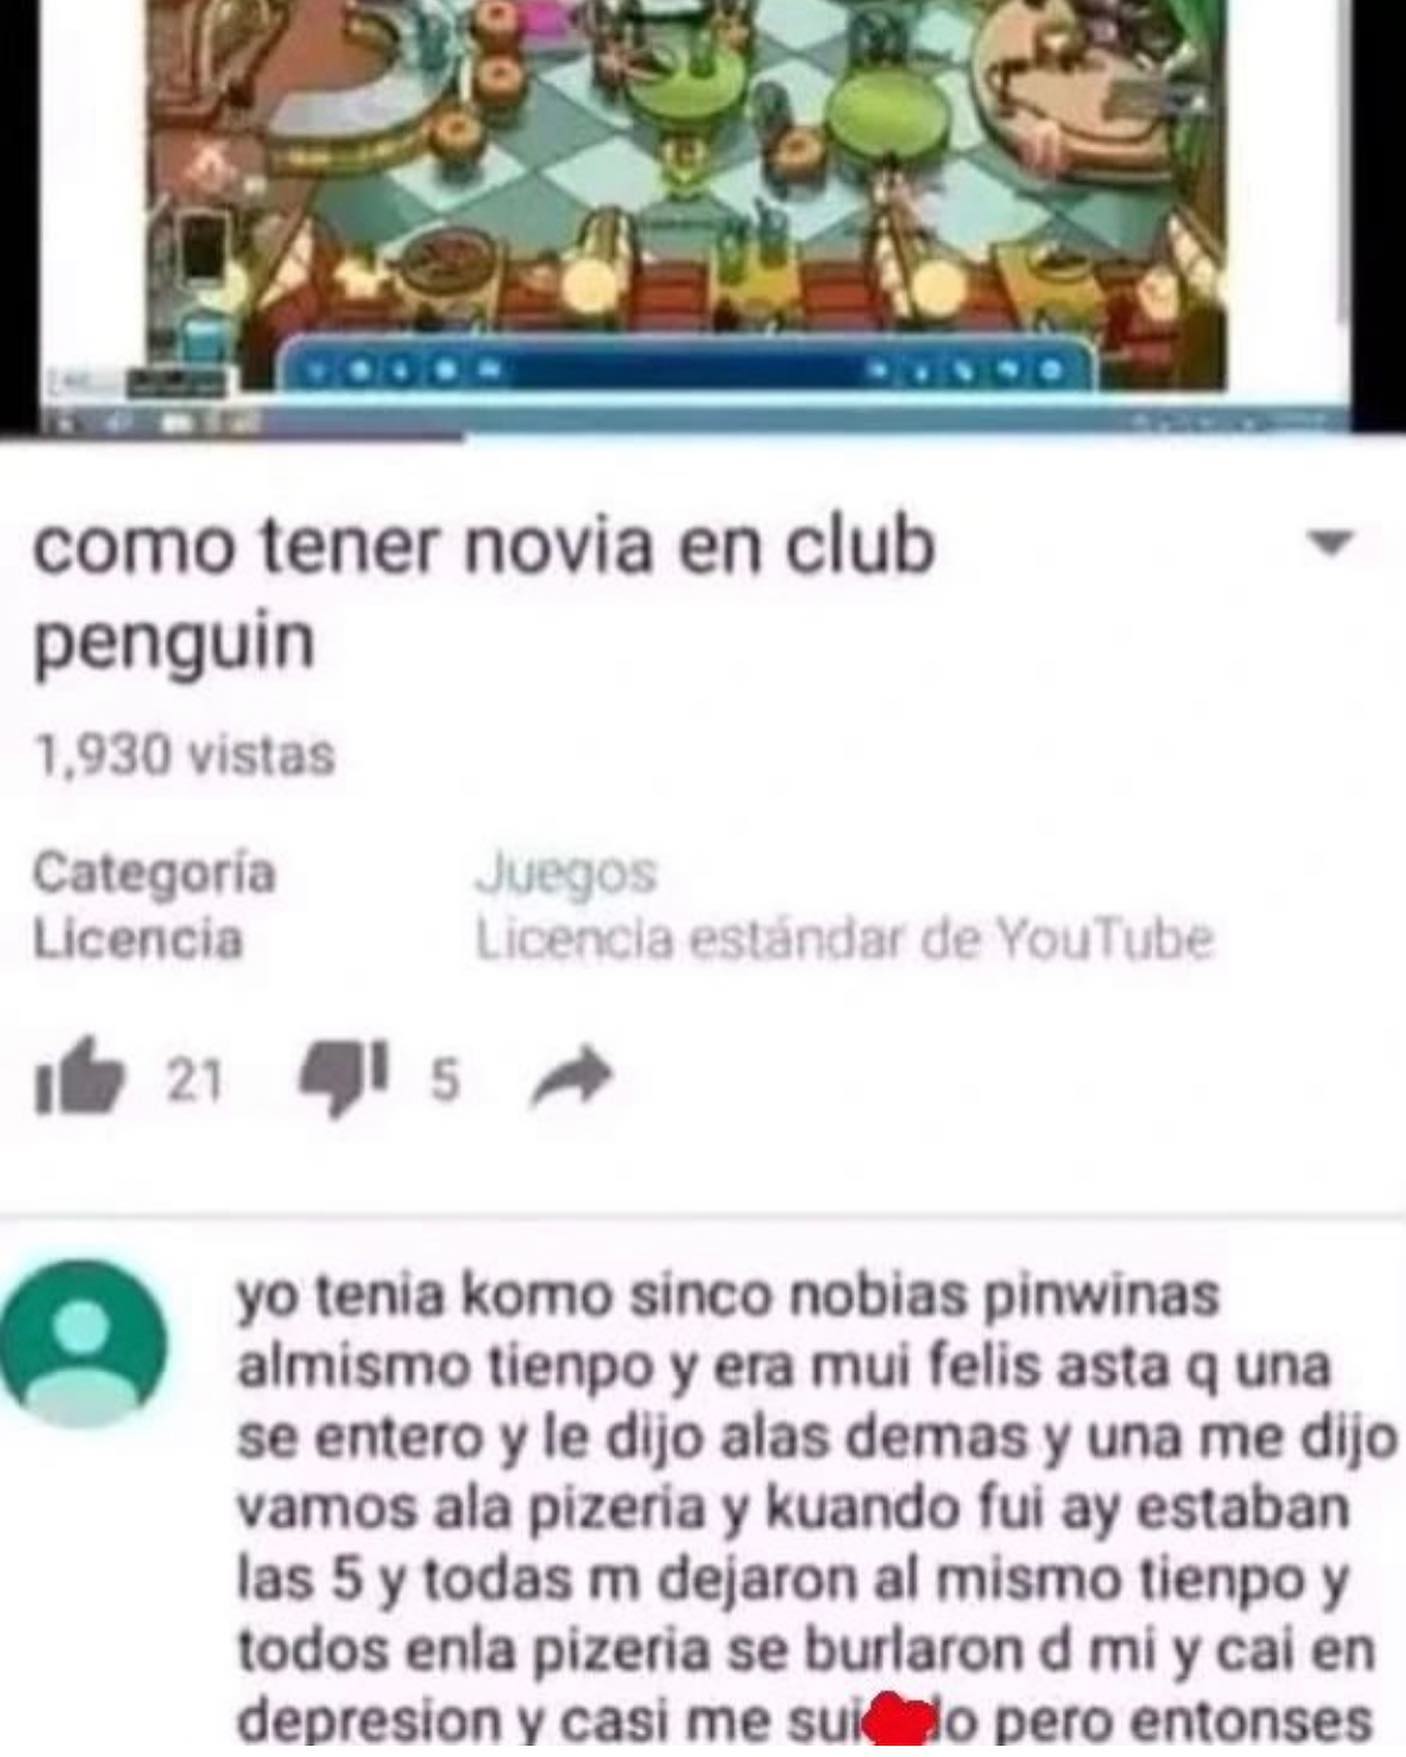 como tener novia en club
penguin
1,930 vistas
Categoría Juegos
Licencia Licencia estándar de YouTube
21 5
yo tenia komo sinco nobias pinwinas
almismo tienpo y era mui felis asta q una
se entero y le dijo alas demas y una me dijo
vamos ala pizeria y kuando fui ay estaban
las 5 y todas m dejaron al mismo tienpo y
todos enla pizeria se burlaron d mi y cai en
depresion y casi me sui do pero entonses